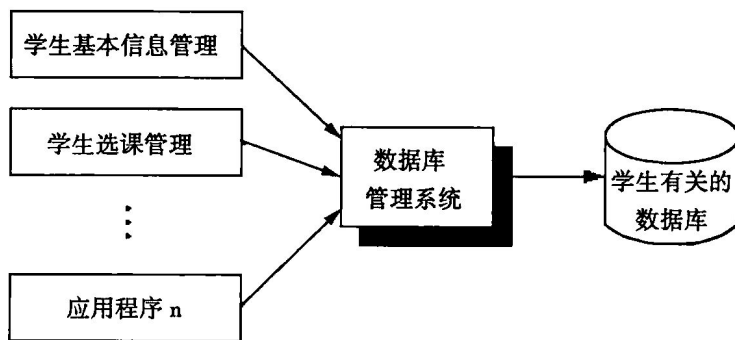 学生基本信息管理
学生选课管理
应用程序 n
数据库
管理系统
学生有关的
数据库